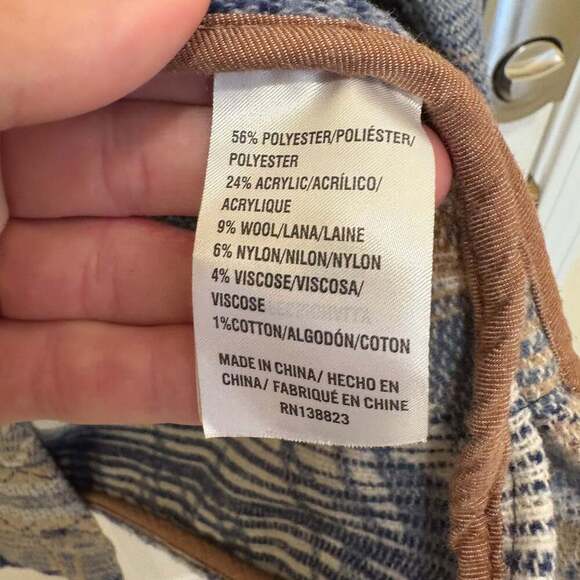 56% POLYESTER/POLIÉSTER/
POLYESTER
24% ACRYLIC/ACRÍLICO/
ACRYLIQUE
9% WOOL/LANA/LAINE
6% NYLON/NILON/NYLON
4% VISCOSE/VISCOSA/
VISCOSE
1%COTTON/ALGODÓN/COTON
MADE IN CHINA/ HECHO EN
CHINA/ FABRIQUÉ EN CHINE
RN138823